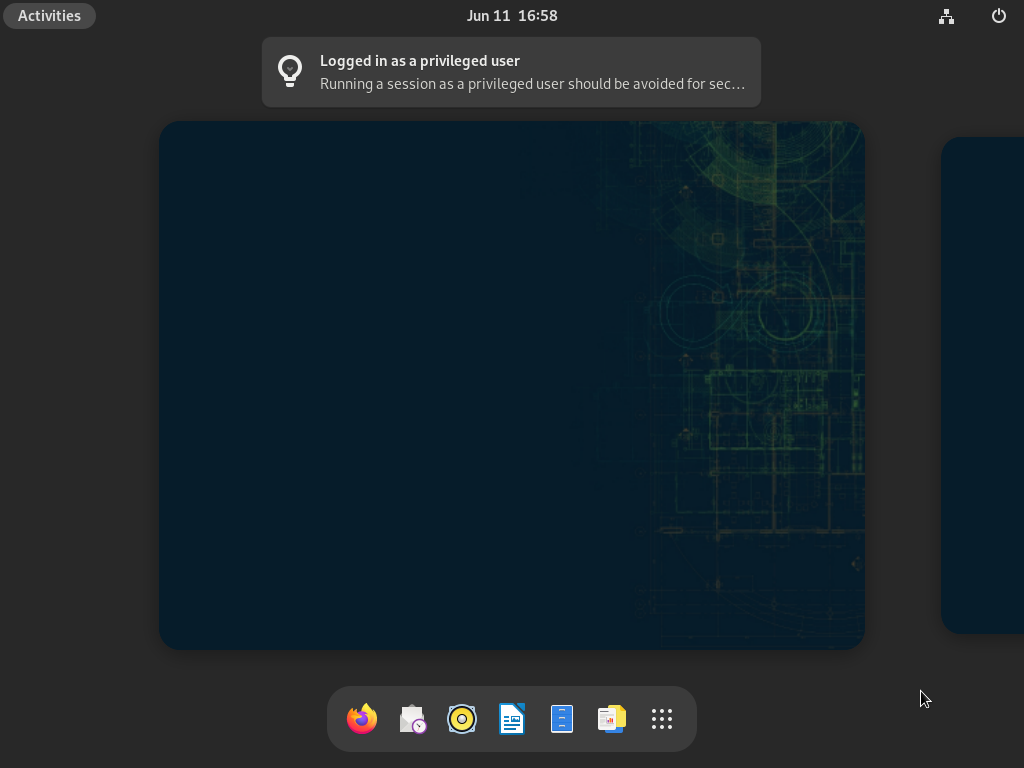 Activities
Jun 11 16:58
Logged in as a privileged user
Running a session as a privileged user should be avoided for sec…